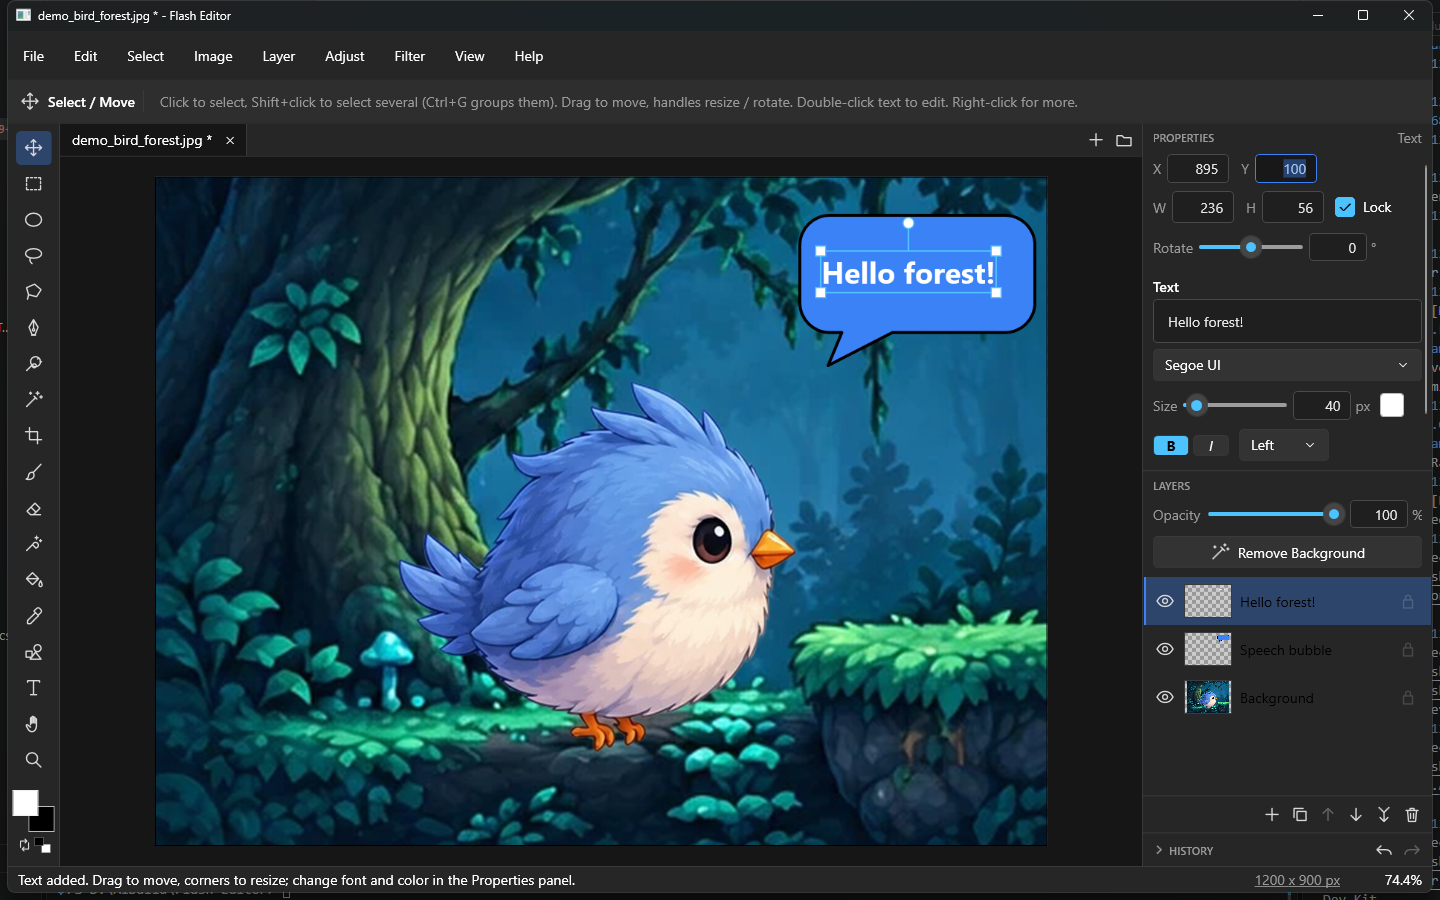 demo_bird_forest.jpg * - Flash Editor
File Edit Select Image Layer Adjust Filter View Help
Select / Move Click to select, Shift+click to select several (Ctrl+G groups them). Drag to move, handles resize / rotate. Double-click text to edit. Right-click for more.
demo_bird_forest.jpg *
PROPERTIES Text
X 895 Y 100
W 236 H 56 Lock
Rotate 0 °
Text
Hello forest!
Segoe UI
Size 40 px
B I Left
LAYERS
Opacity 100 %
Remove Background
Hello forest!
Speech bubble
Background
HISTORY
Hello forest!
Text added. Drag to move, corners to resize; change font and color in the Properties panel.
1200 x 900 px 74.4%